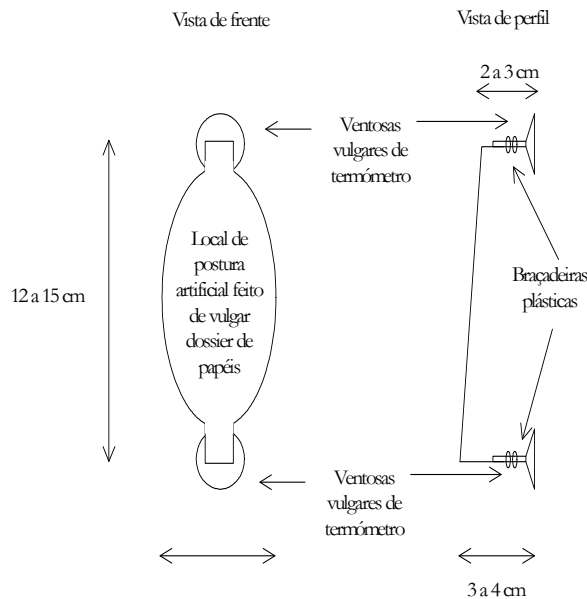 Vista de frente
Vista de perfil
2 a 3 cm
Ventosas
vulgares de
termómetro
Local de
postura
artificial feito
de vulgar
dossier de
papéis
12 a 15 cm
Braçadeiras
plásticas
Ventosas
vulgares de
termómetro
3 a 4 cm